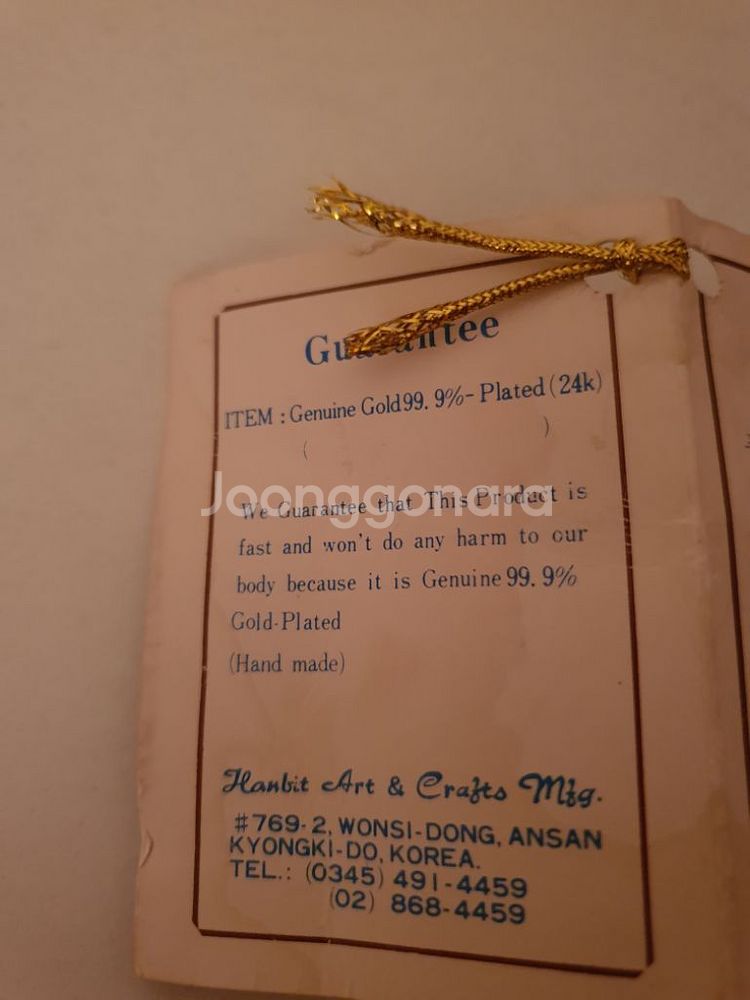 Guarantee
ITEM : Genuine Gold 99. 9%- Plated (24k)
( )
We Guarantee that This Product is
Joonggonara
fast and won't do any harm to our
body because it is Genuine 99. 9%
Gold-Plated
(Hand made)
Hanbit Art & Crafts Mfg.
#769-2, WONSI-DONG, ANSAN
KYONGKI-DO, KOREA.
TEL.: (0345) 491-4459
(02) 868-4459